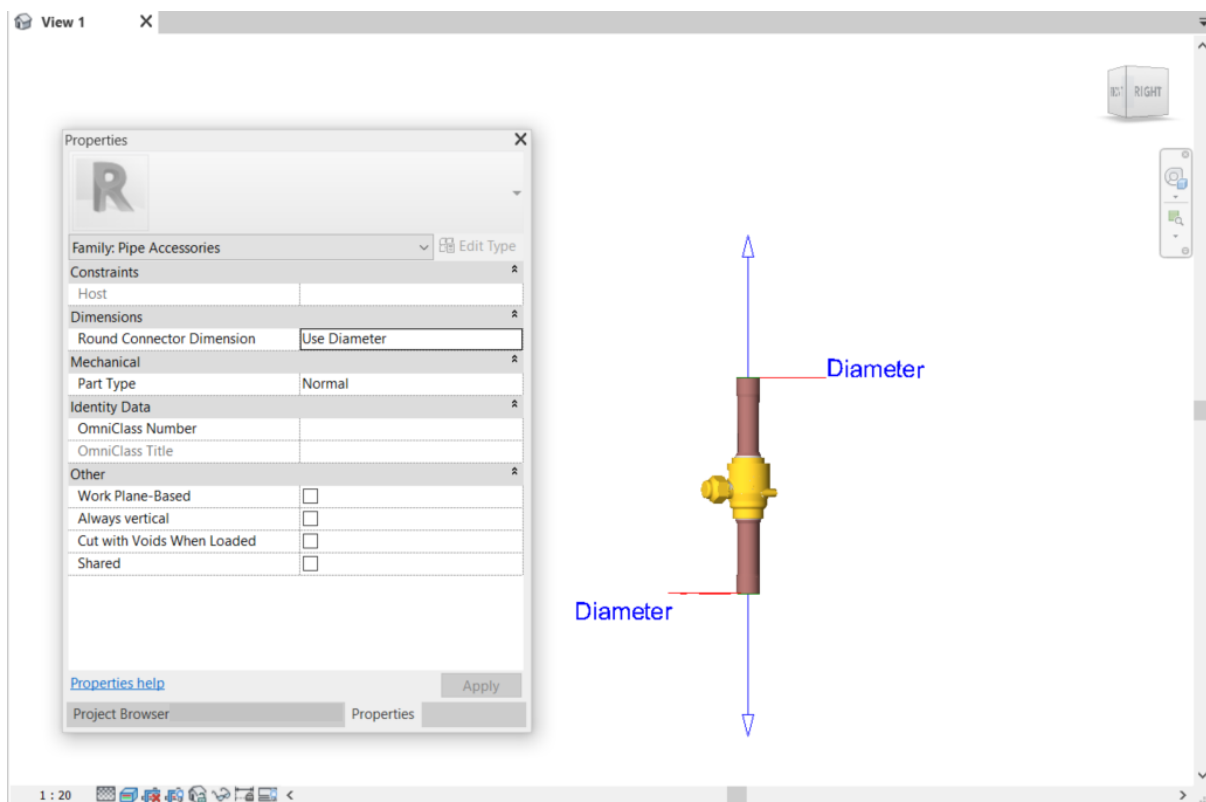 View 1
RIGHT
Properties
Family: Pipe Accessories
Edit Type
Constraints
Host
Dimensions
Round Connector Dimension Use Diameter
Mechanical
Part Type Normal
Identity Data
OmniClass Number
OmniClass Title
Other
Work Plane-Based
Always vertical
Cut with Voids When Loaded
Shared
Properties help
Apply
Project Browser
Properties
Diameter
Diameter
1 : 20